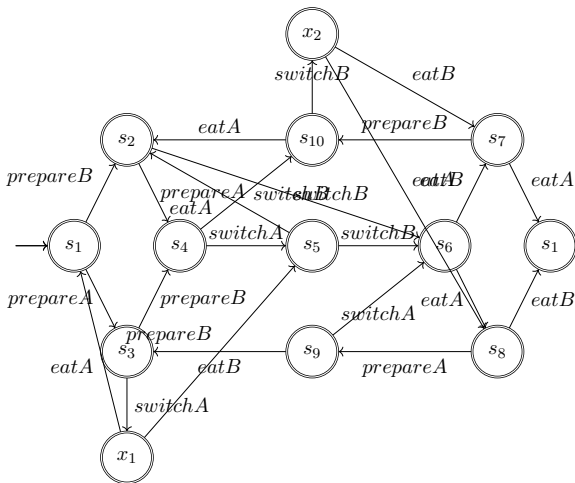 x2
switchB
eatB
s2
eatA
s10
prepareB
s7
prepareB
prepareA
switchB
switchB
eatA
eatB
eatA
eatA
s1
s4
switchA
s5
switchB
s6
s1
prepareA
prepareB
switchA
eatA
eatB
s3
prepareB
s9
s8
eatA
eatB
prepareA
switchA
x1